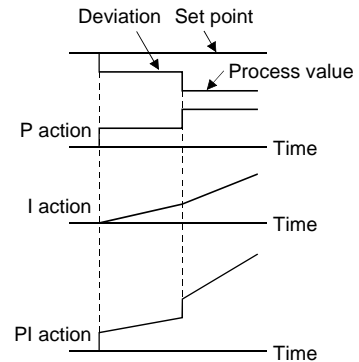 Deviation Set point
Process value
P action
Time
I action
Time
PI action
Time